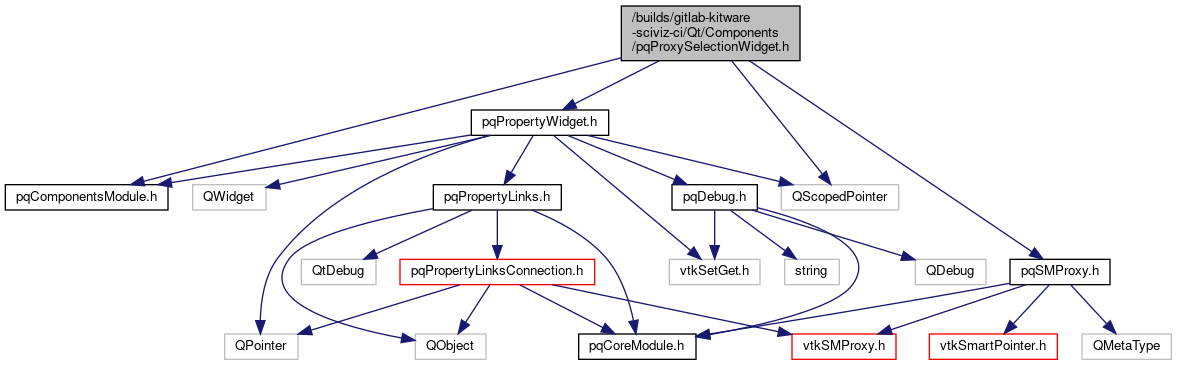 /builds/gitlab-kitware
-sciviz-ci/Qt/Components
/pqProxySelectionWidget.h
pqPropertyWidget.h
pqComponentsModule.h
QWidget
pqPropertyLinks.h
pqDebug.h
QScopedPointer
QtDebug
pqPropertyLinksConnection.h
vtkSetGet.h
string
QDebug
pqSMProxy.h
QPointer
QObject
pqCoreModule.h
vtkSMProxy.h
vtkSmartPointer.h
QMetaType